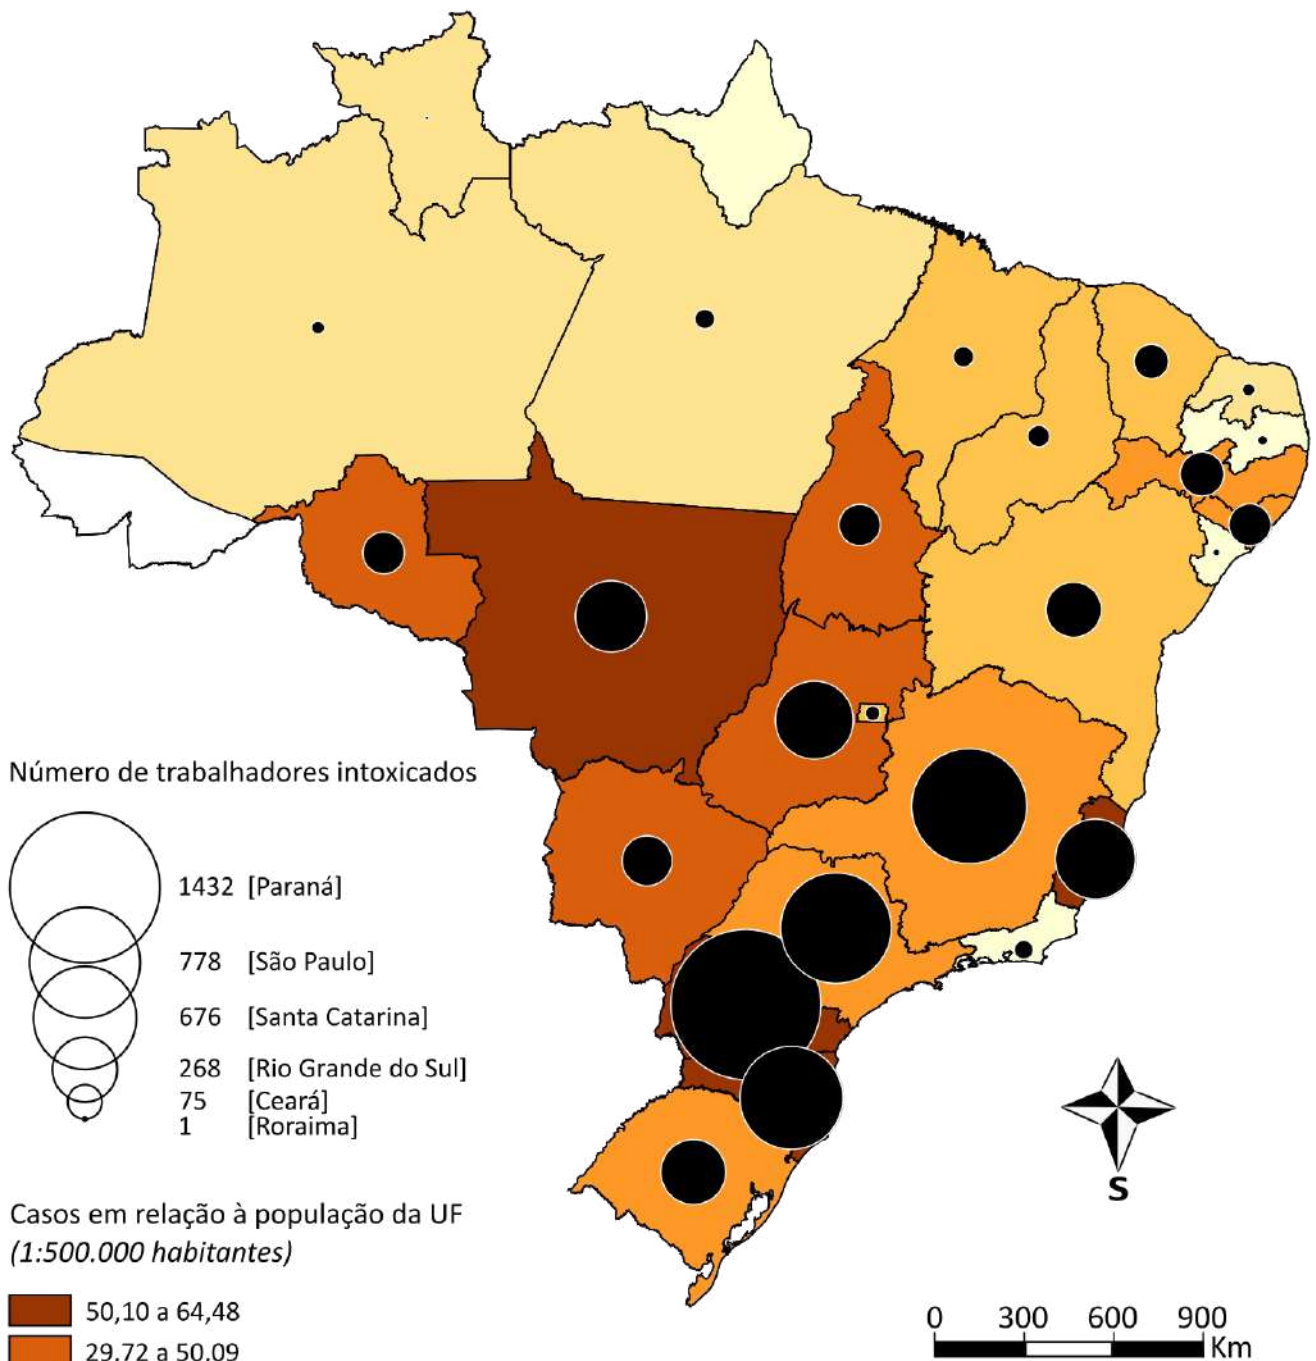 Número de trabalhadores intoxicados
1432 [Paraná]
778 [São Paulo]
676 [Santa Catarina]
268 [Rio Grande do Sul]
75 [Ceará]
1 [Roraima]
S
Casos em relação à população da UF
(1:500.000 habitantes)
50,10 a 64,48
29,72 a 50,09
0 300 600 900
Km